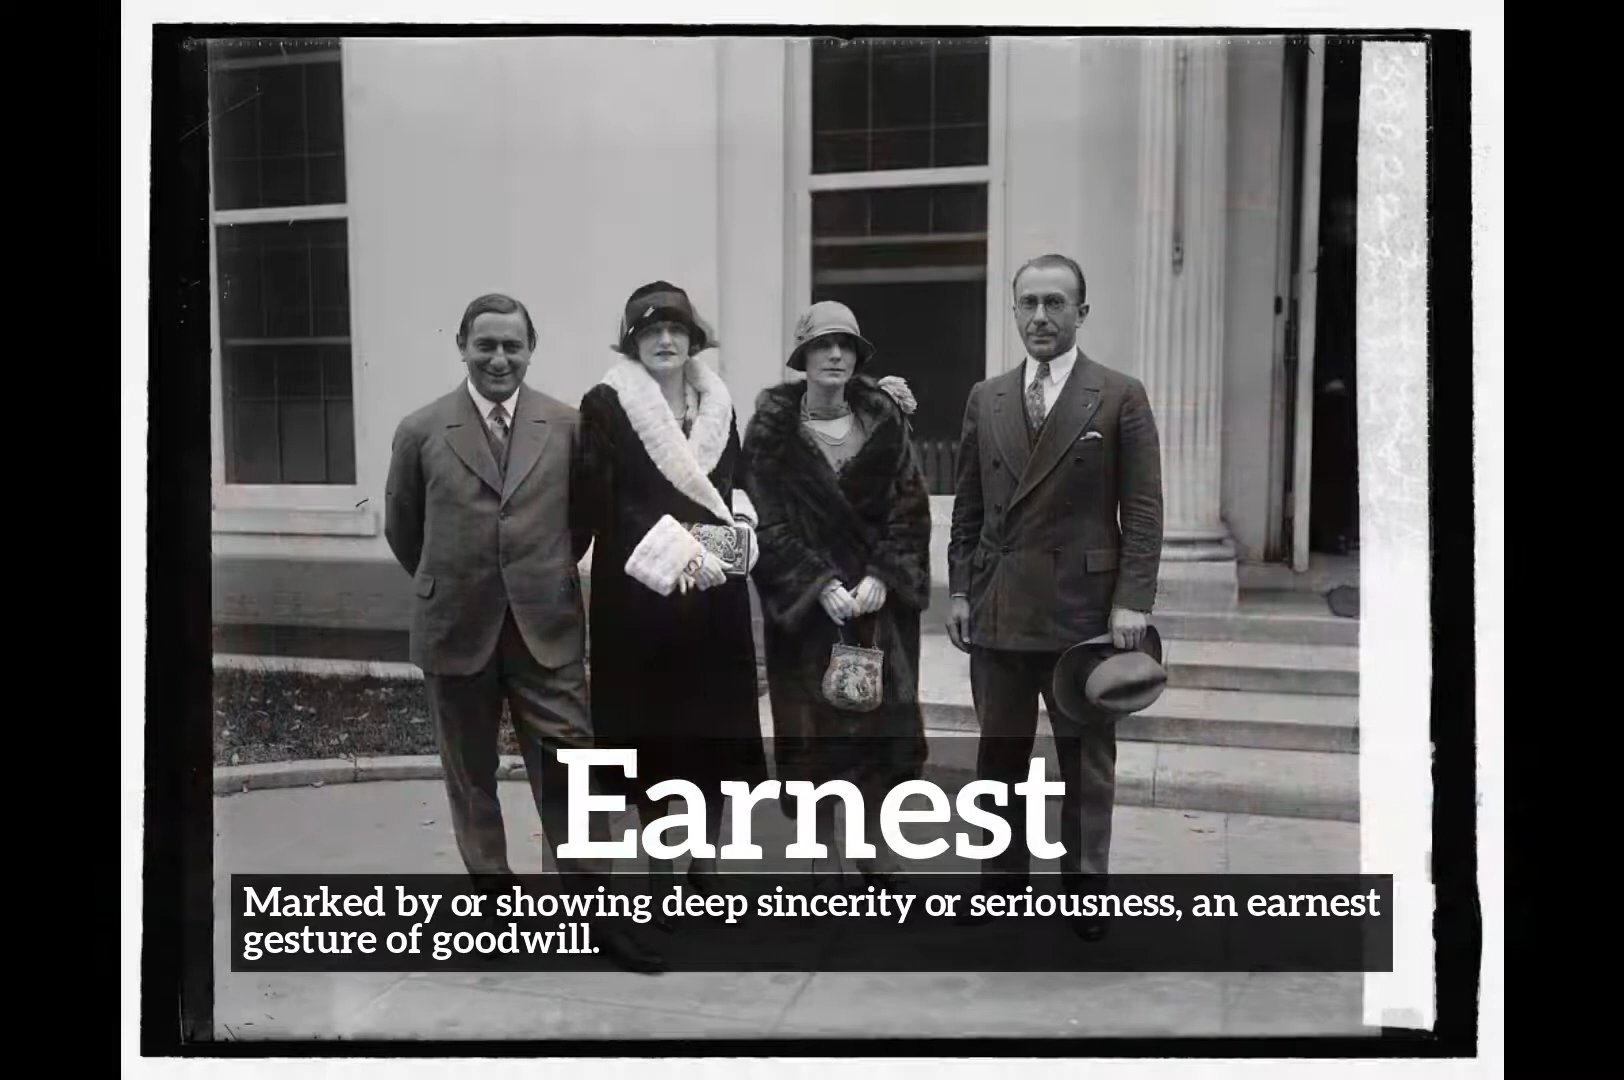 Earnest
Marked by or showing deep sincerity or seriousness, an earnest
gesture of goodwill.